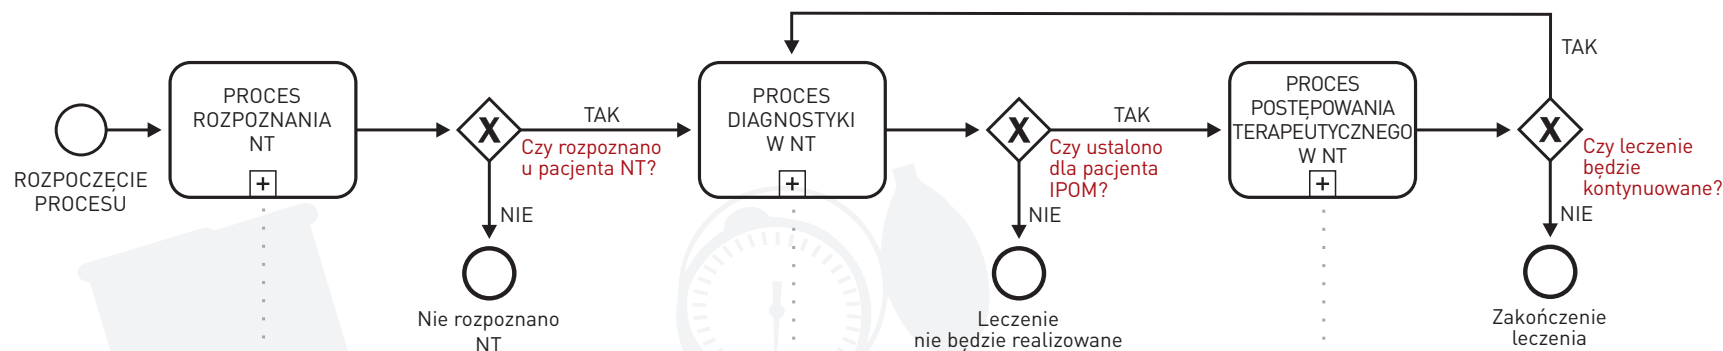 ROZPOCZĘCIE
PROCESU
PROCES
ROZPOZNANIA
NT
+
X
TAK
Czy rozpoznano
u pacjenta NT?
NIE
Nie rozpoznano
NT
PROCES
DIAGNOSTYKI
W NT
+
X
TAK
Czy ustalono
dla pacjenta
IPOM?
NIE
Leczenie
nie będzie realizowane
PROCES
POSTĘPOWANIA
TERAPEUTYCZNEGO
W NT
+
X
TAK
Czy leczenie
będzie
kontynuowane?
NIE
Zakończenie
leczenia